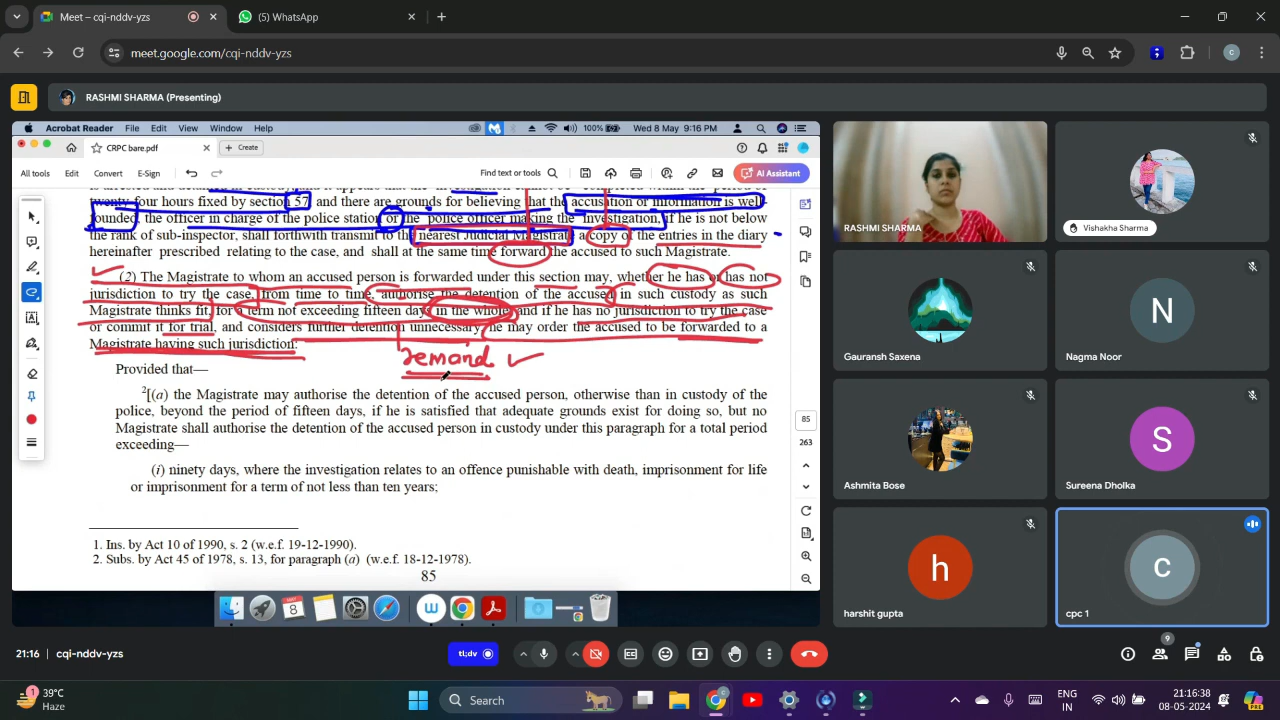 Meet – cqi-nddv-yzs
(5) WhatsApp
meet.google.com/cqi-nddv-yzs
RASHMI SHARMA (Presenting)
Acrobat Reader File Edit View Window Help
100% Wed 8 May 9:16 PM
CRPC bare.pdf
+ Create
All tools Edit Convert E-Sign
Find text or tools
AI Assistant
twenty four hours fixed by section 57, and there are grounds for believing that the accusation or information is well-
founded, the officer in charge of the police station or the police officer making the investigation, if he is not below
the rank of sub-inspector, shall forthwith transmit to the nearest Judicial Magistrate a copy of the entries in the diary
hereinafter prescribed relating to the case, and shall at the same time forward the accused to such Magistrate.
(2) The Magistrate to whom an accused person is forwarded under this section may, whether he has or has not
jurisdiction to try the case, from time to time, authorise the detention of the accused in such custody as such
Magistrate thinks fit, for a term not exceeding fifteen days in the whole; and if he has no jurisdiction to try the case
or commit it for trial, and considers further detention unnecessary, he may order the accused to be forwarded to a
Magistrate having such jurisdiction:
remand
Provided that—
2[(a) the Magistrate may authorise the detention of the accused person, otherwise than in custody of the
police, beyond the period of fifteen days, if he is satisfied that adequate grounds exist for doing so, but no
Magistrate shall authorise the detention of the accused person in custody under this paragraph for a total period
exceeding—
(i) ninety days, where the investigation relates to an offence punishable with death, imprisonment for life
or imprisonment for a term of not less than ten years;
1. Ins. by Act 10 of 1990, s. 2 (w.e.f. 19-12-1990).
2. Subs. by Act 45 of 1978, s. 13, for paragraph (a) (w.e.f. 18-12-1978).
85
85
263
RASHMI SHARMA
Vishakha Sharma
Gauransh Saxena
N
Nagma Noor
Ashmita Bose
S
Sureena Dholka
h
harshit gupta
c
cpc 1
21:16 cqi-nddv-yzs
tl;dv
9
39°C
Haze
Search
ENG
IN
21:16:38
08-05-2024